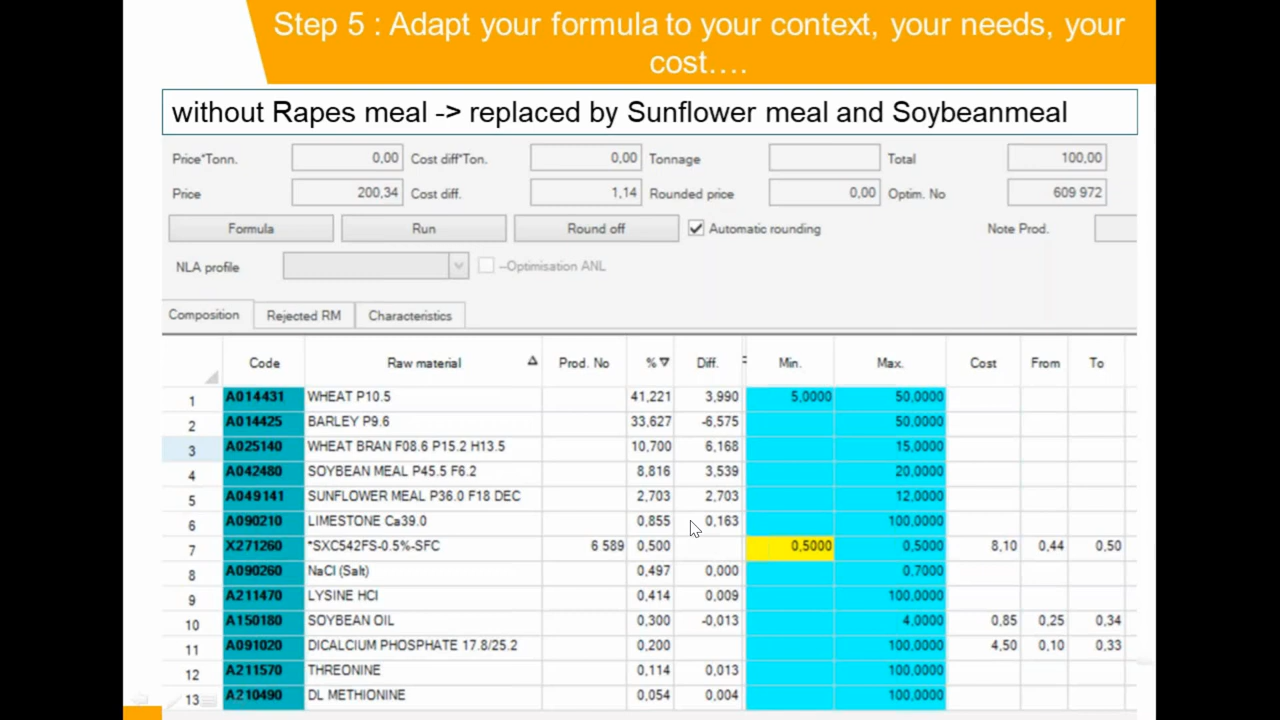 Step 5 : Adapt your formula to your context, your needs, your
cost….
without Rapes meal -> replaced by Sunflower meal and Soybeanmeal
Price*Tonn. 0,00 Cost diff*Ton. 0,00 Tonnage Total 100,00
Price 200,34 Cost diff. 1,14 Rounded price 0,00 Optim. No 609 972
Formula Run Round off Automatic rounding Note Prod.
NLA profile --Optimisation ANL
Composition Rejected RM Characteristics
Code Raw material Prod. No % Diff. Min. Max. Cost From To
1 A014431 WHEAT P10.5 41,221 3,990 5,0000 50,0000
2 A014425 BARLEY P9.6 33,627 -6,575 50,0000
3 A025140 WHEAT BRAN F08.6 P15.2 H13.5 10,700 6,168 15,0000
4 A042480 SOYBEAN MEAL P45.5 F6.2 8,816 3,539 20,0000
5 A049141 SUNFLOWER MEAL P36.0 F18 DEC 2,703 2,703 12,0000
6 A090210 LIMESTONE Ca39.0 0,855 0,163 100,0000
7 X271260 *SXC542FS-0.5%-SFC 6 589 0,500 0,5000 0,5000 8,10 0,44 0,50
8 A090260 NaCl (Salt) 0,497 0,000 0,7000
9 A211470 LYSINE HCl 0,414 0,009 100,0000
10 A150180 SOYBEAN OIL 0,300 -0,013 4,0000 0,85 0,25 0,34
11 A091020 DICALCIUM PHOSPHATE 17.8/25.2 0,200 100,0000 4,50 0,10 0,33
12 A211570 THREONINE 0,114 0,013 100,0000
13 A210490 DL METHIONINE 0,054 0,004 100,0000